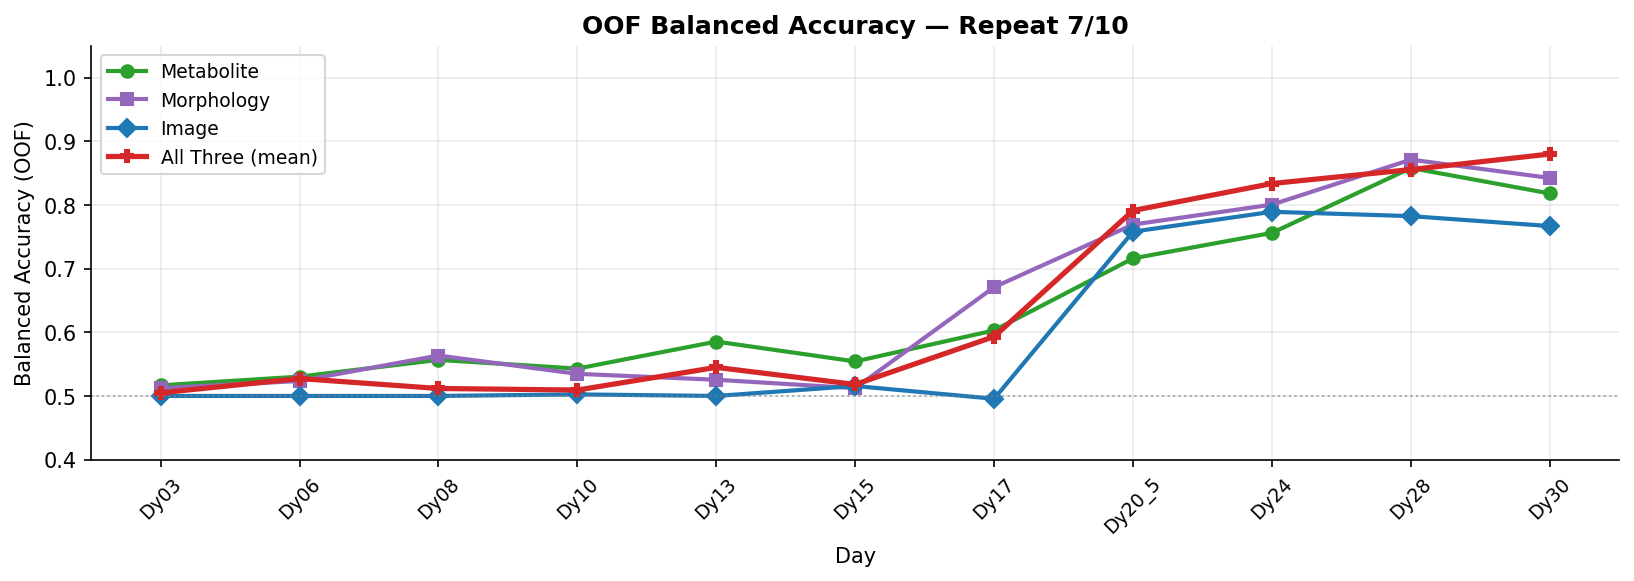 OOF Balanced Accuracy — Repeat 7/10
Metabolite
Morphology
Image
All Three (mean)
Balanced Accuracy (OOF)
1.0
0.9
0.8
0.7
0.6
0.5
0.4
Dy03
Dy06
Dy08
Dy10
Dy13
Dy15
Dy17
Dy20_5
Dy24
Dy28
Dy30
Day